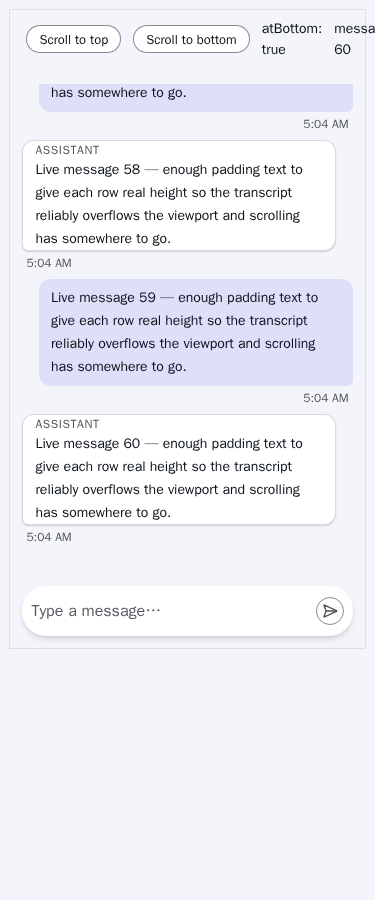 Scroll to top
Scroll to bottom
atBottom:
true
60
has somewhere to go.
5:04 AM
ASSISTANT
Live message 58 — enough padding text to
give each row real height so the transcript
reliably overflows the viewport and scrolling
has somewhere to go.
5:04 AM
Live message 59 — enough padding text to
give each row real height so the transcript
reliably overflows the viewport and scrolling
has somewhere to go.
5:04 AM
ASSISTANT
Live message 60 — enough padding text to
give each row real height so the transcript
reliably overflows the viewport and scrolling
has somewhere to go.
5:04 AM
Type a message…